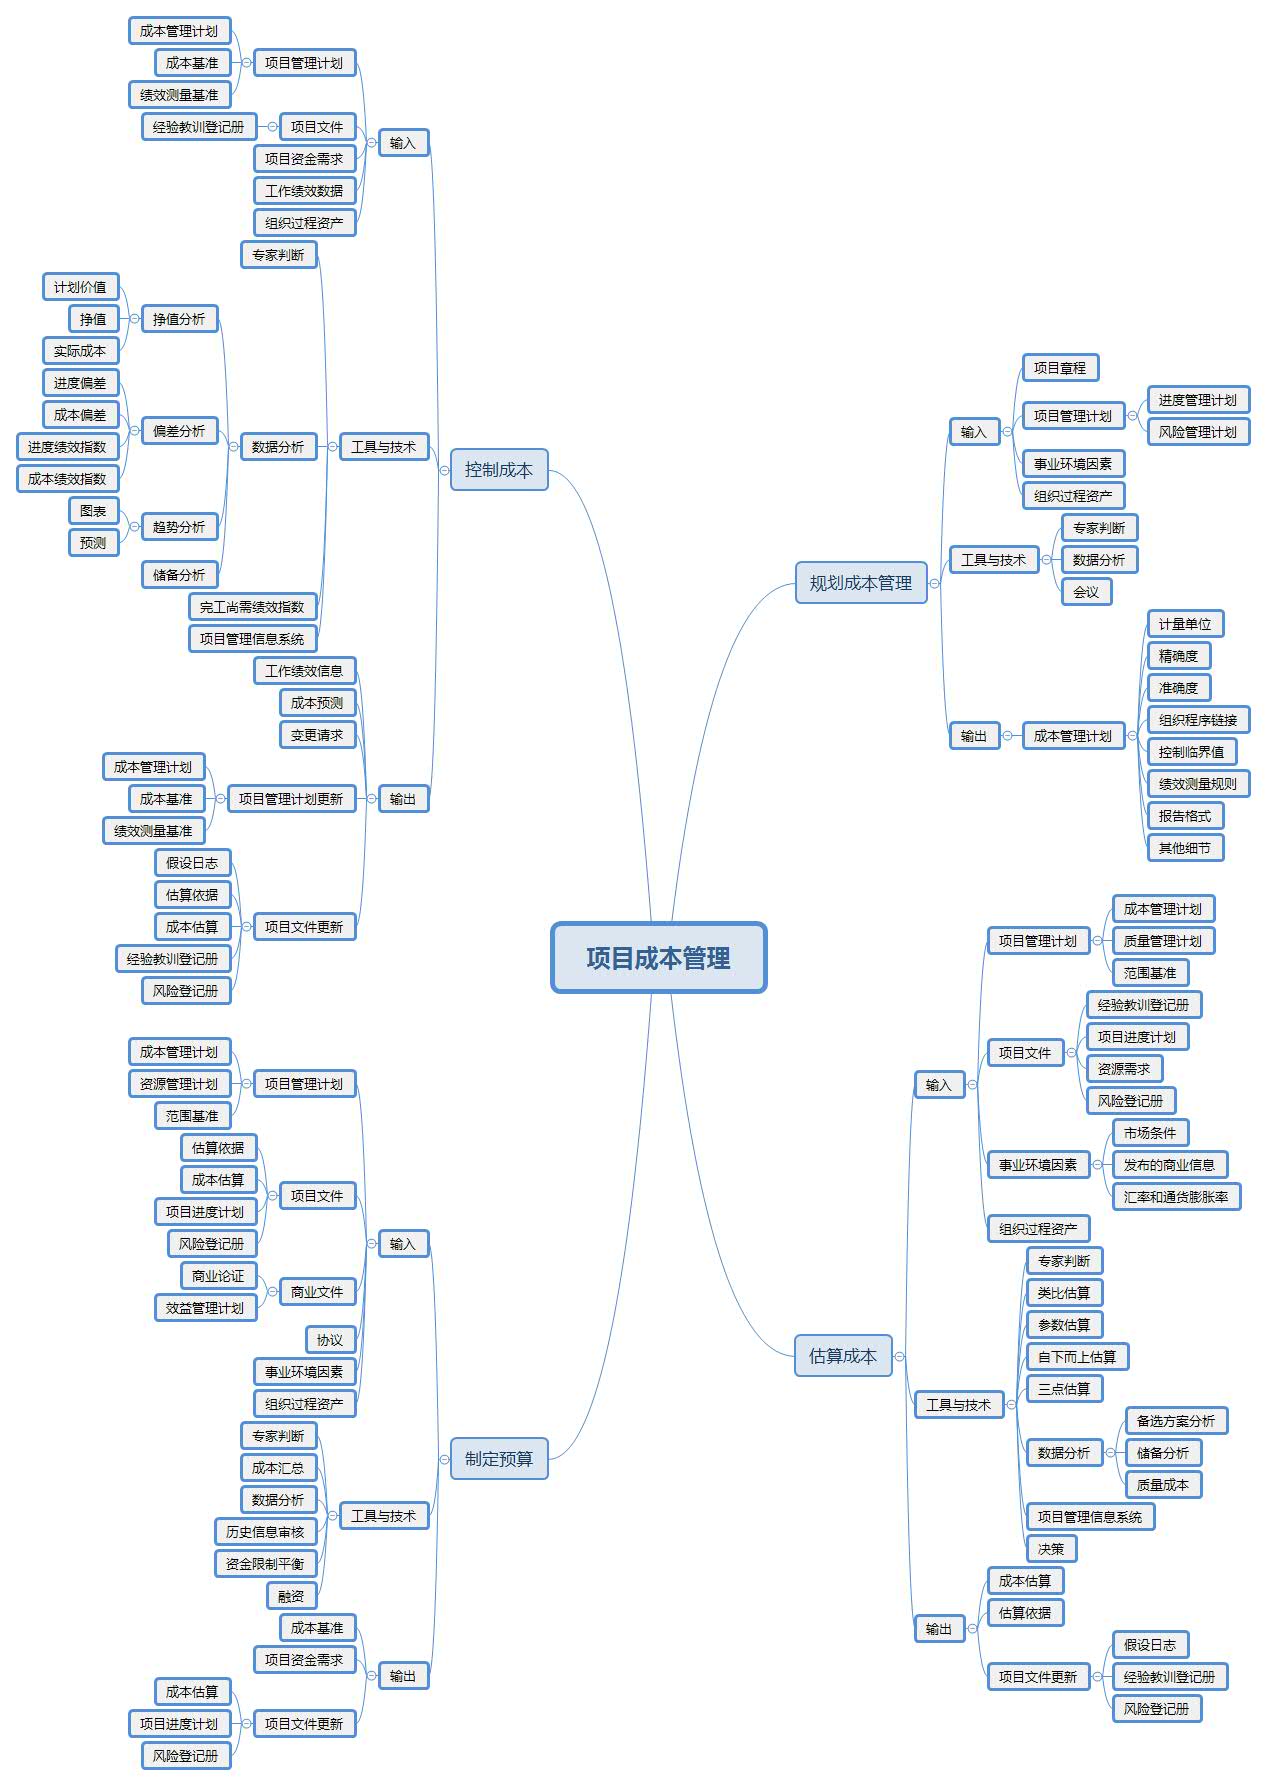 项目成本管理
规划成本管理
输入
项目章程
项目管理计划
进度管理计划
风险管理计划
事业环境因素
组织过程资产
工具与技术
专家判断
数据分析
会议
输出
成本管理计划
计量单位
精确度
准确度
组织程序链接
控制临界值
绩效测量规则
报告格式
其他细节
估算成本
输入
项目管理计划
成本管理计划
质量管理计划
范围基准
项目文件
经验教训登记册
项目进度计划
资源需求
风险登记册
事业环境因素
市场条件
发布的商业信息
汇率和通货膨胀率
组织过程资产
工具与技术
专家判断
类比估算
参数估算
自下而上估算
三点估算
数据分析
备选方案分析
储备分析
质量成本
项目管理信息系统
决策
输出
成本估算
估算依据
项目文件更新
假设日志
经验教训登记册
风险登记册
制定预算
输入
项目管理计划
成本管理计划
资源管理计划
范围基准
项目文件
估算依据
成本估算
项目进度计划
风险登记册
商业文件
商业论证
效益管理计划
协议
事业环境因素
组织过程资产
工具与技术
专家判断
成本汇总
数据分析
历史信息审核
资金限制平衡
融资
输出
成本基准
项目资金需求
项目文件更新
成本估算
项目进度计划
风险登记册
控制成本
输入
项目管理计划
成本管理计划
成本基准
绩效测量基准
项目文件
经验教训登记册
项目资金需求
工作绩效数据
组织过程资产
工具与技术
专家判断
数据分析
挣值分析
计划价值
挣值
实际成本
偏差分析
进度偏差
成本偏差
进度绩效指数
成本绩效指数
趋势分析
图表
预测
储备分析
完工尚需绩效指数
项目管理信息系统
输出
工作绩效信息
成本预测
变更请求
项目管理计划更新
成本管理计划
成本基准
绩效测量基准
项目文件更新
假设日志
估算依据
成本估算
经验教训登记册
风险登记册